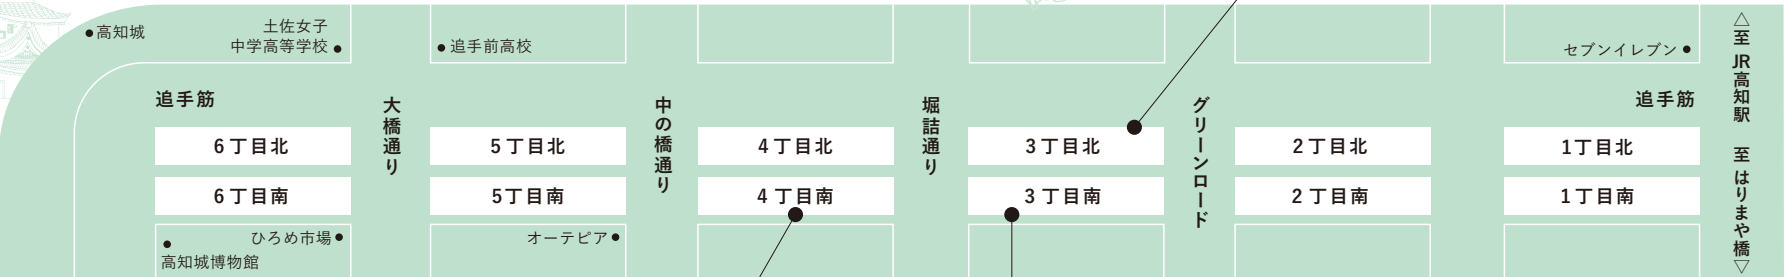 ●高知城
土佐女子
中学高等学校●
●追手前高校
セブンイレブン●
追手筋
大橋通り
中の橋通り
堀詰通り
グリーンロード
追手筋
△至 JR高知駅 至 はりまや橋▽
6丁目北
5丁目北
4丁目北
3丁目北
2丁目北
1丁目北
6丁目南
5丁目南
4丁目南
3丁目南
2丁目南
1丁目南
ひろめ市場●
オーテピア●
高知城博物館